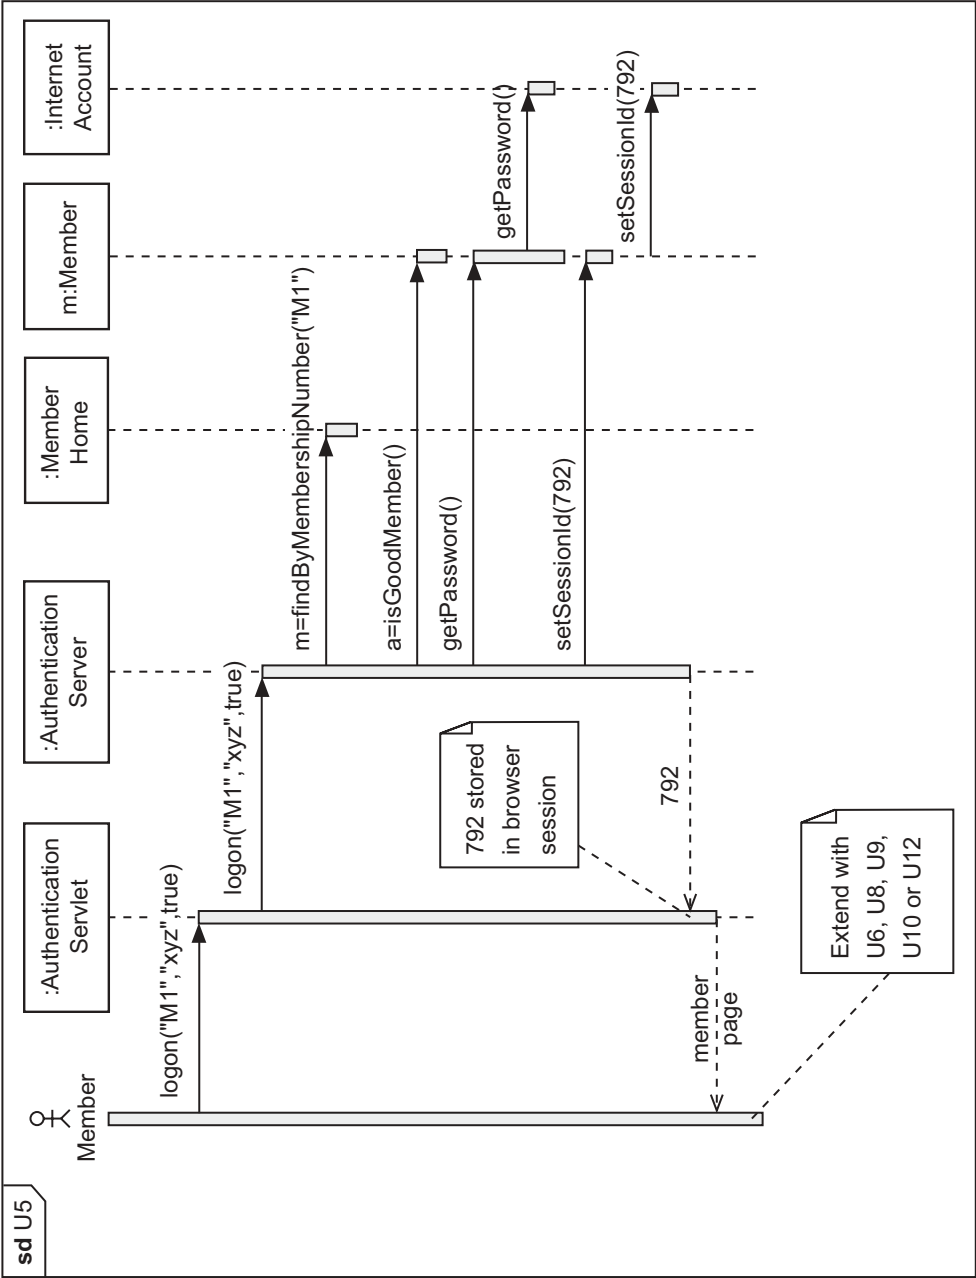 sd U5
Member
:Authentication
Servlet
:Authentication
Server
:Member
Home
m:Member
:Internet
Account
logon("M1","xyz",true)
logon("M1","xyz",true)
m=findByMembershipNumber("M1")
a=isGoodMember()
getPassword()
getPassword()
setSessionId(792)
setSessionId(792)
792 stored
in browser
session
792
member
page
Extend with
U6, U8, U9,
U10 or U12